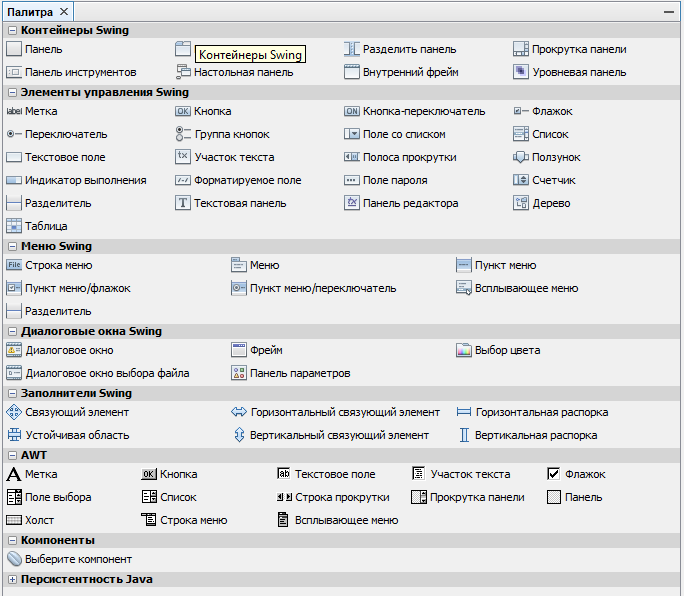 Палитра
Контейнеры Swing
Панель Контейнеры Swing Разделить панель Прокрутка панели
Панель инструментов Настольная панель Внутренний фрейм Уровневая панель
Элементы управления Swing
label Метка OK Кнопка ON Кнопка-переключатель Флажок
Переключатель Группа кнопок Поле со списком Список
Текстовое поле tx Участок текста Полоса прокрутки Ползунок
Индикатор выполнения Форматируемое поле Поле пароля Счетчик
Разделитель T Текстовая панель Панель редактора Дерево
Таблица
Меню Swing
File Строка меню Меню Пункт меню
Пункт меню/флажок Пункт меню/переключатель Всплывающее меню
Разделитель
Диалоговые окна Swing
Диалоговое окно Фрейм Выбор цвета
Диалоговое окно выбора файла Панель параметров
Заполнители Swing
Связующий элемент Горизонтальный связующий элемент Горизонтальная распорка
Устойчивая область Вертикальный связующий элемент Вертикальная распорка
AWT
A Метка OK Кнопка ab Текстовое поле Участок текста Флажок
Поле выбора Список Строка прокрутки Прокрутка панели Панель
Холст Строка меню Всплывающее меню
Компоненты
Выберите компонент
Персистентность Java